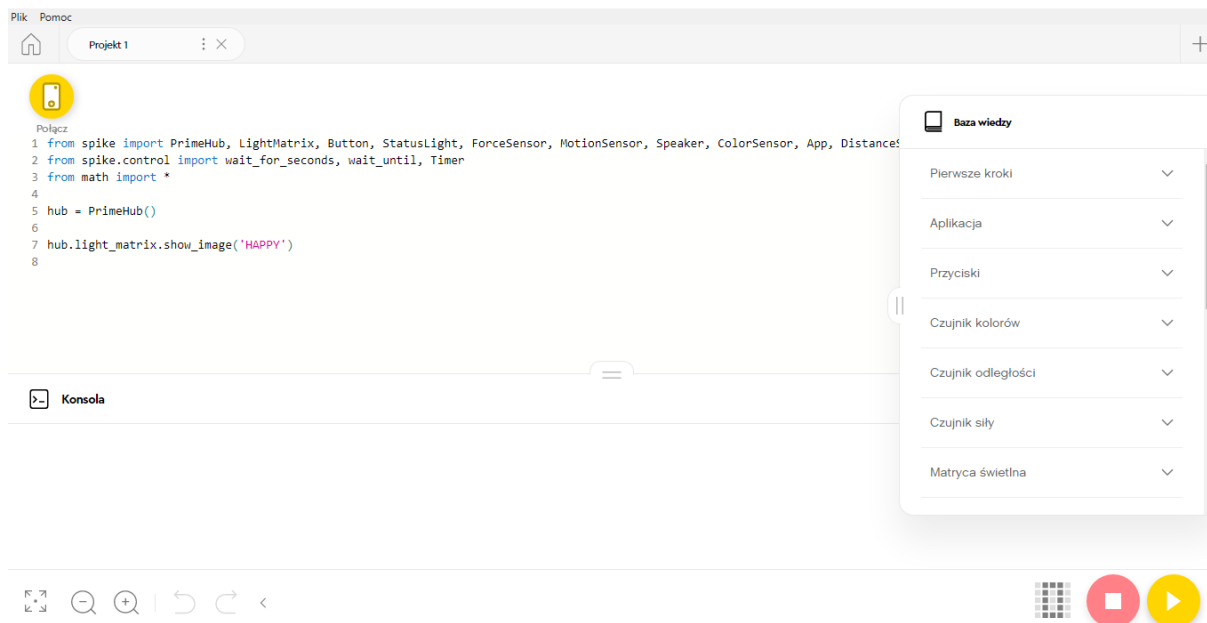 Plik Pomoc
Projekt 1
Połącz
1 from spike import PrimeHub, LightMatrix, Button, StatusLight, ForceSensor, MotionSensor, Speaker, ColorSensor, App, DistanceS
2 from spike.control import wait_for_seconds, wait_until, Timer
3 from math import *
4
5 hub = PrimeHub()
6
7 hub.light_matrix.show_image('HAPPY')
8
Baza wiedzy
Pierwsze kroki
Aplikacja
Przyciski
Czujnik kolorów
Czujnik odległości
Czujnik siły
Matryca świetlna
Konsola